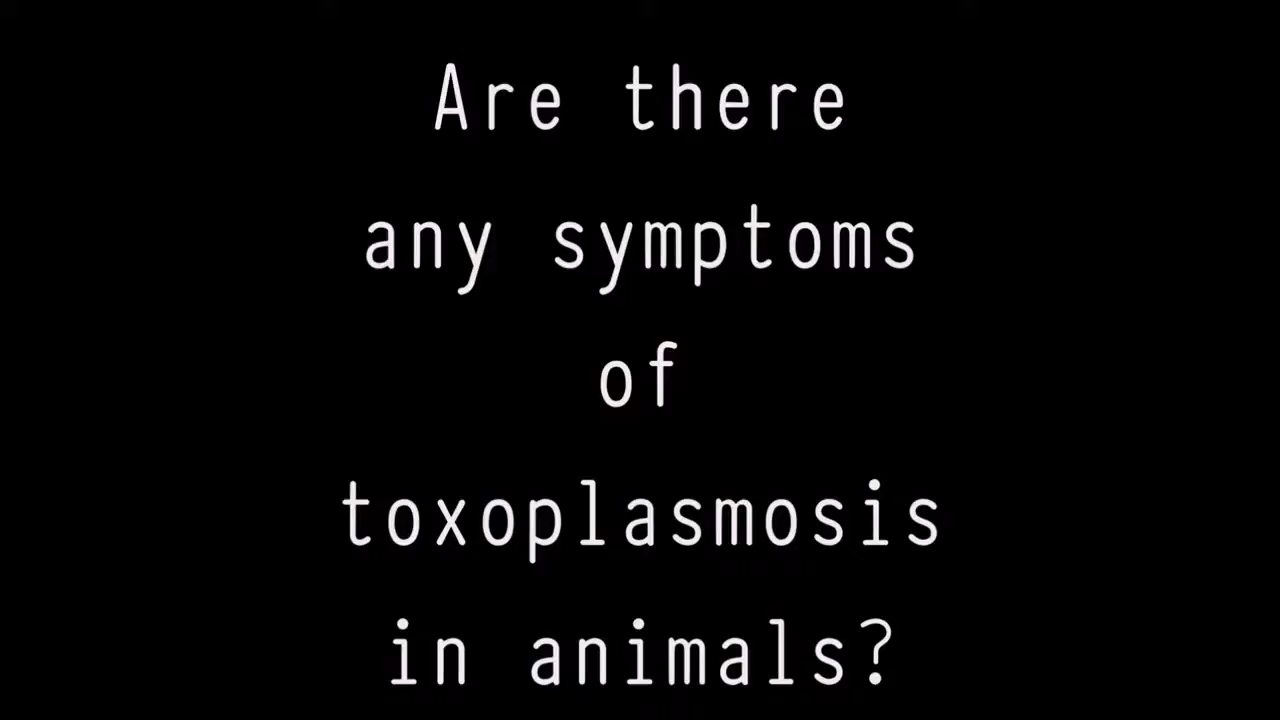 Are there
any symptoms
of
toxoplasmosis
in animals?